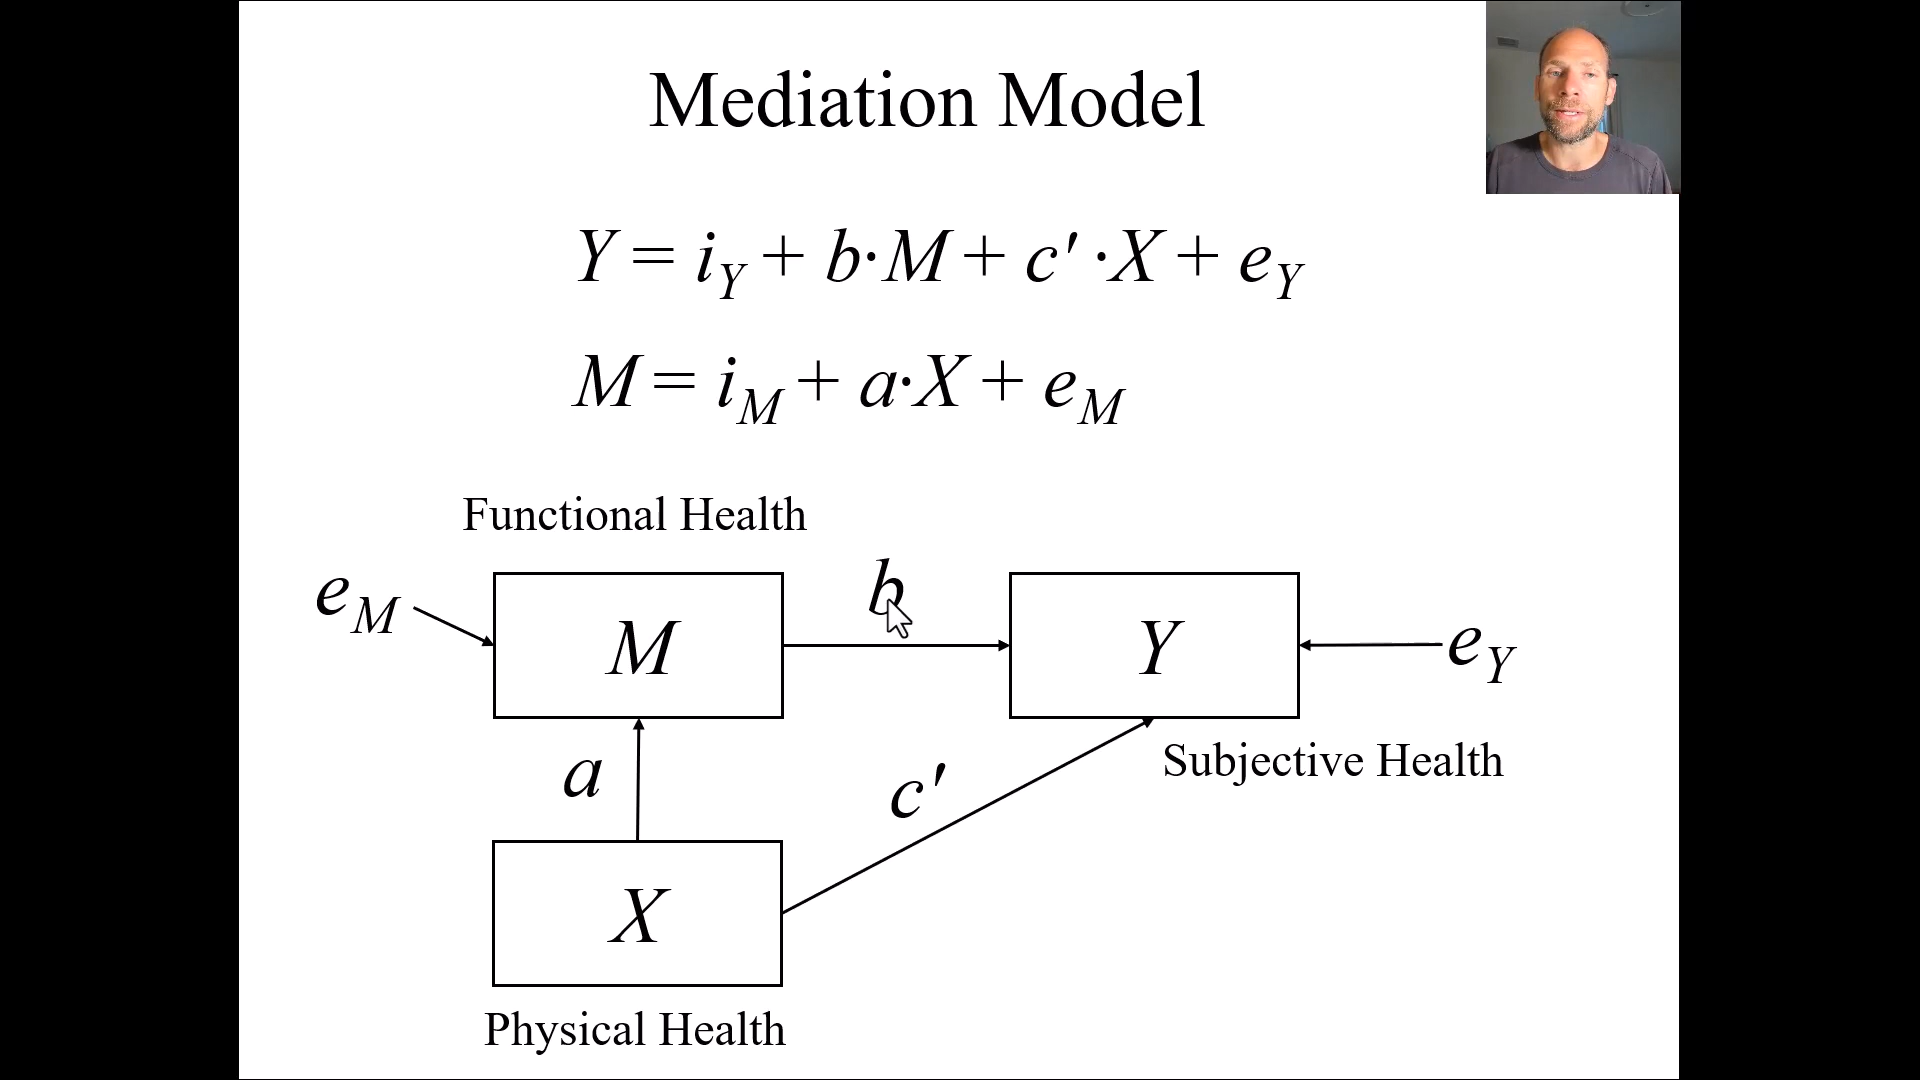 Mediation Model
Y = i_Y + b·M + c′ ·X + e_Y
M = i_M + a·X + e_M
Functional Health
e_M
M
b
Y
e_Y
a
c′
Subjective Health
X
Physical Health